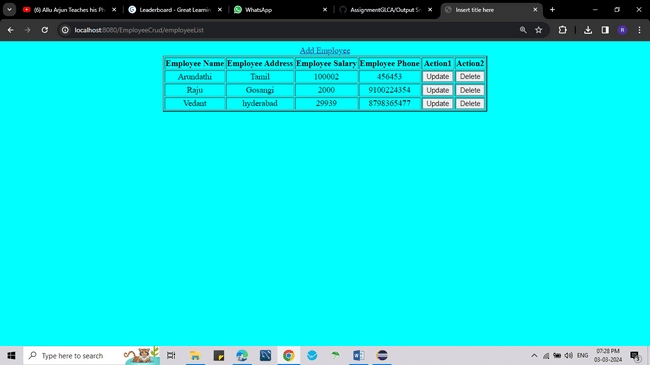 (6) Allu Arjun Teaches his Ph
Leaderboard - Great Learnin
WhatsApp
AssignmentGLCA/Output Sn
Insert title here
localhost:8080/EmployeeCrud/employeeList
R
Add Employee
Employee Name Employee Address Employee Salary Employee Phone Action1 Action2
Arundathi Tamil 100002 456453 Update Delete
Raju Gosangi 2000 9100224354 Update Delete
Vedant hyderabad 29939 8798365477 Update Delete
Type here to search
ENG
07:28 PM
03-03-2024